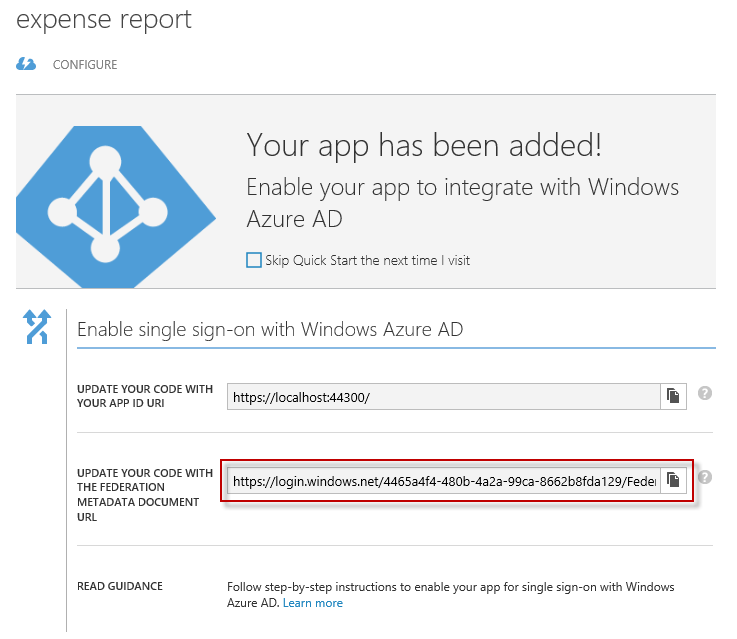 expense report
CONFIGURE
Your app has been added!
Enable your app to integrate with Windows
Azure AD
Skip Quick Start the next time I visit
Enable single sign-on with Windows Azure AD
UPDATE YOUR CODE WITH
YOUR APP ID URI
https://localhost:44300/
?
UPDATE YOUR CODE WITH
THE FEDERATION
METADATA DOCUMENT
URL
https://login.windows.net/4465a4f4-480b-4a2a-99ca-8662b8fda129/Feder
?
READ GUIDANCE
Follow step-by-step instructions to enable your app for single sign-on with Windows
Azure AD. Learn more